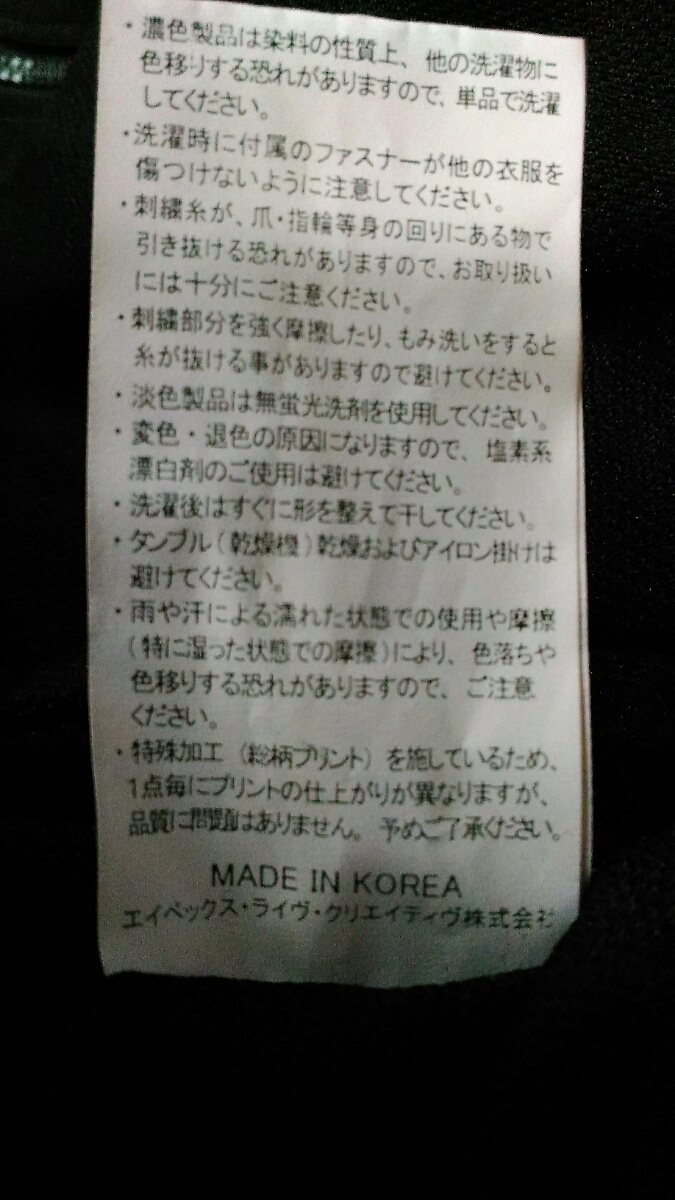 ・濃色製品は染料の性質上、他の洗濯物に
色移りする恐れがありますので、単品で洗濯
してください。
・洗濯時に付属のファスナーが他の衣服を
傷つけないように注意してください。
・刺繍糸が、爪・指輪等身の回りにある物で
引き抜ける恐れがありますので、お取り扱い
には十分にご注意ください。
・刺繍部分を強く摩擦したり、もみ洗いをすると
糸が抜ける事がありますので避けてください。
・淡色製品は無蛍光洗剤を使用してください。
・変色・退色の原因になりますので、塩素系
漂白剤のご使用は避けてください。
・洗濯後はすぐに形を整えて干してください。
・タンブル(乾燥機)乾燥およびアイロン掛けは
避けてください。
・雨や汗による濡れた状態での使用や摩擦
(特に湿った状態での摩擦)により、色落ちや
色移りする恐れがありますので、ご注意
ください。
・特殊加工(総柄プリント)を施しているため、
1点毎にプリントの仕上がりが異なりますが、
品質に問題はありません。予めご了承ください。
MADE IN KOREA
エイベックス・ライヴ・クリエイティヴ株式会社